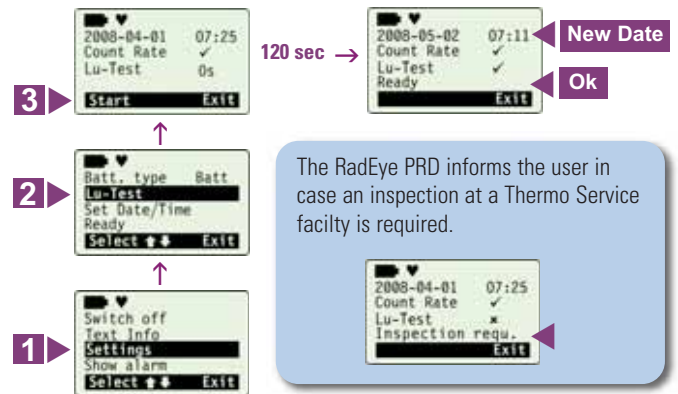 2008-04-01 07:25
Count Rate ✓
Lu-Test 0s
3 Start Exit
120 sec →
2008-05-02 07:11 New Date
Count Rate ✓
Lu-Test ✓
Ready Ok
Exit
↑
Batt. type Batt
2 Lu-Test
Set Date/Time
Ready
Select ⬆⬇ Exit
↑
Switch off
Text Info
1 Settings
Show alarm
Select ⬆⬇ Exit
The RadEye PRD informs the user in
case an inspection at a Thermo Service
facilty is required.
2008-04-01 07:25
Count Rate ✓
Lu-Test ×
Inspection requ.
Exit